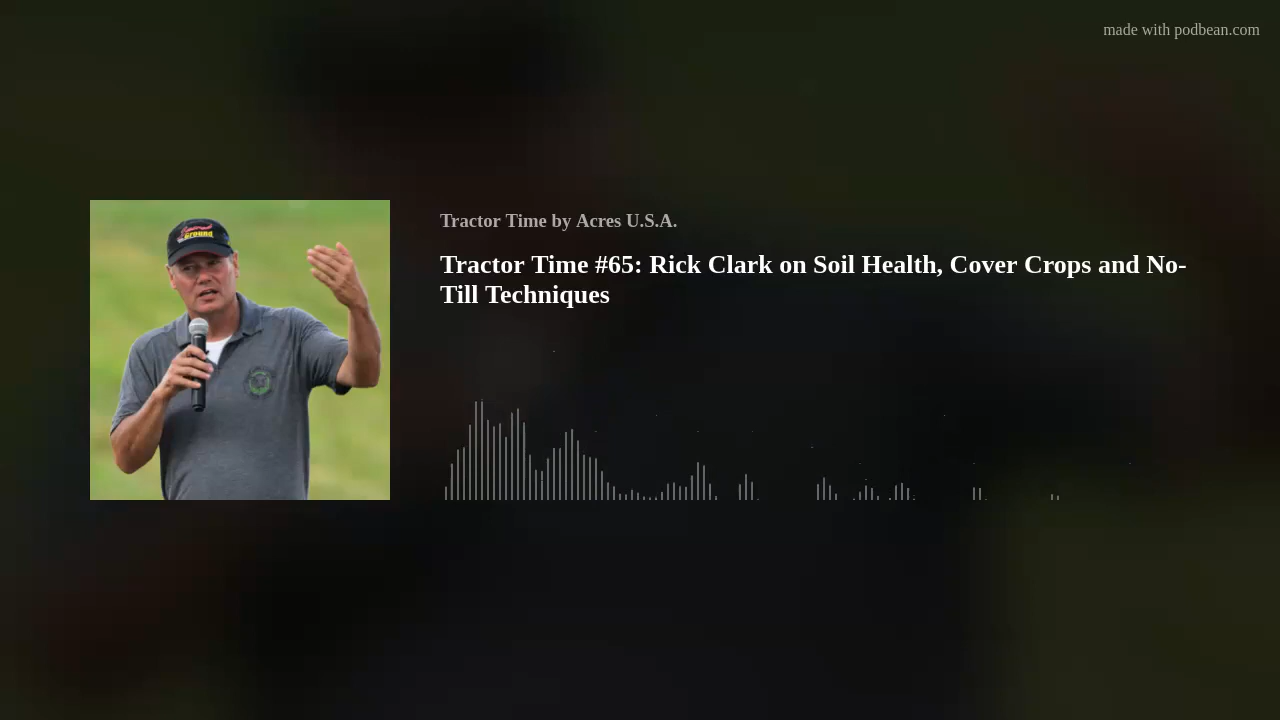 made with podbean.com
Tractor Time by Acres U.S.A.
Tractor Time #65: Rick Clark on Soil Health, Cover Crops and No-
Till Techniques
Ground